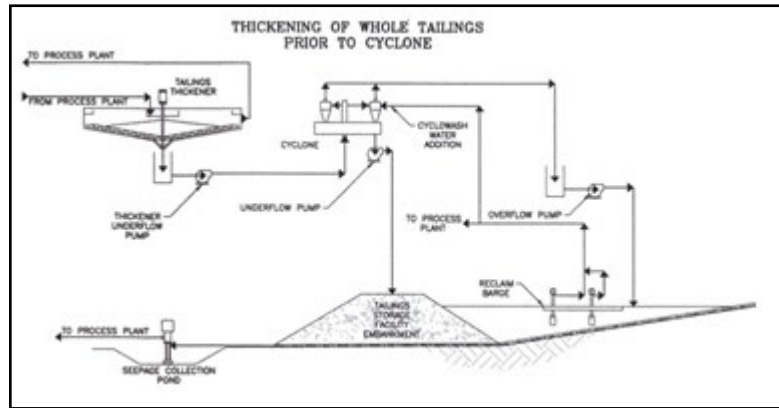 THICKENING OF WHOLE TAILINGS
PRIOR TO CYCLONE
TO PROCESS PLANT
TAILINGS
THICKENER
FROM PROCESS PLANT
CYCLOWASH
WATER
ADDITION
CYCLONE
THICKENER
UNDERFLOW
PUMP
UNDERFLOW PUMP
TO PROCESS
PLANT
OVERFLOW PUMP
RECLAIM
BARGE
TAILINGS
STORAGE
FACILITY
EMBANKMENT
TO PROCESS PLANT
SEEPAGE COLLECTION
POND